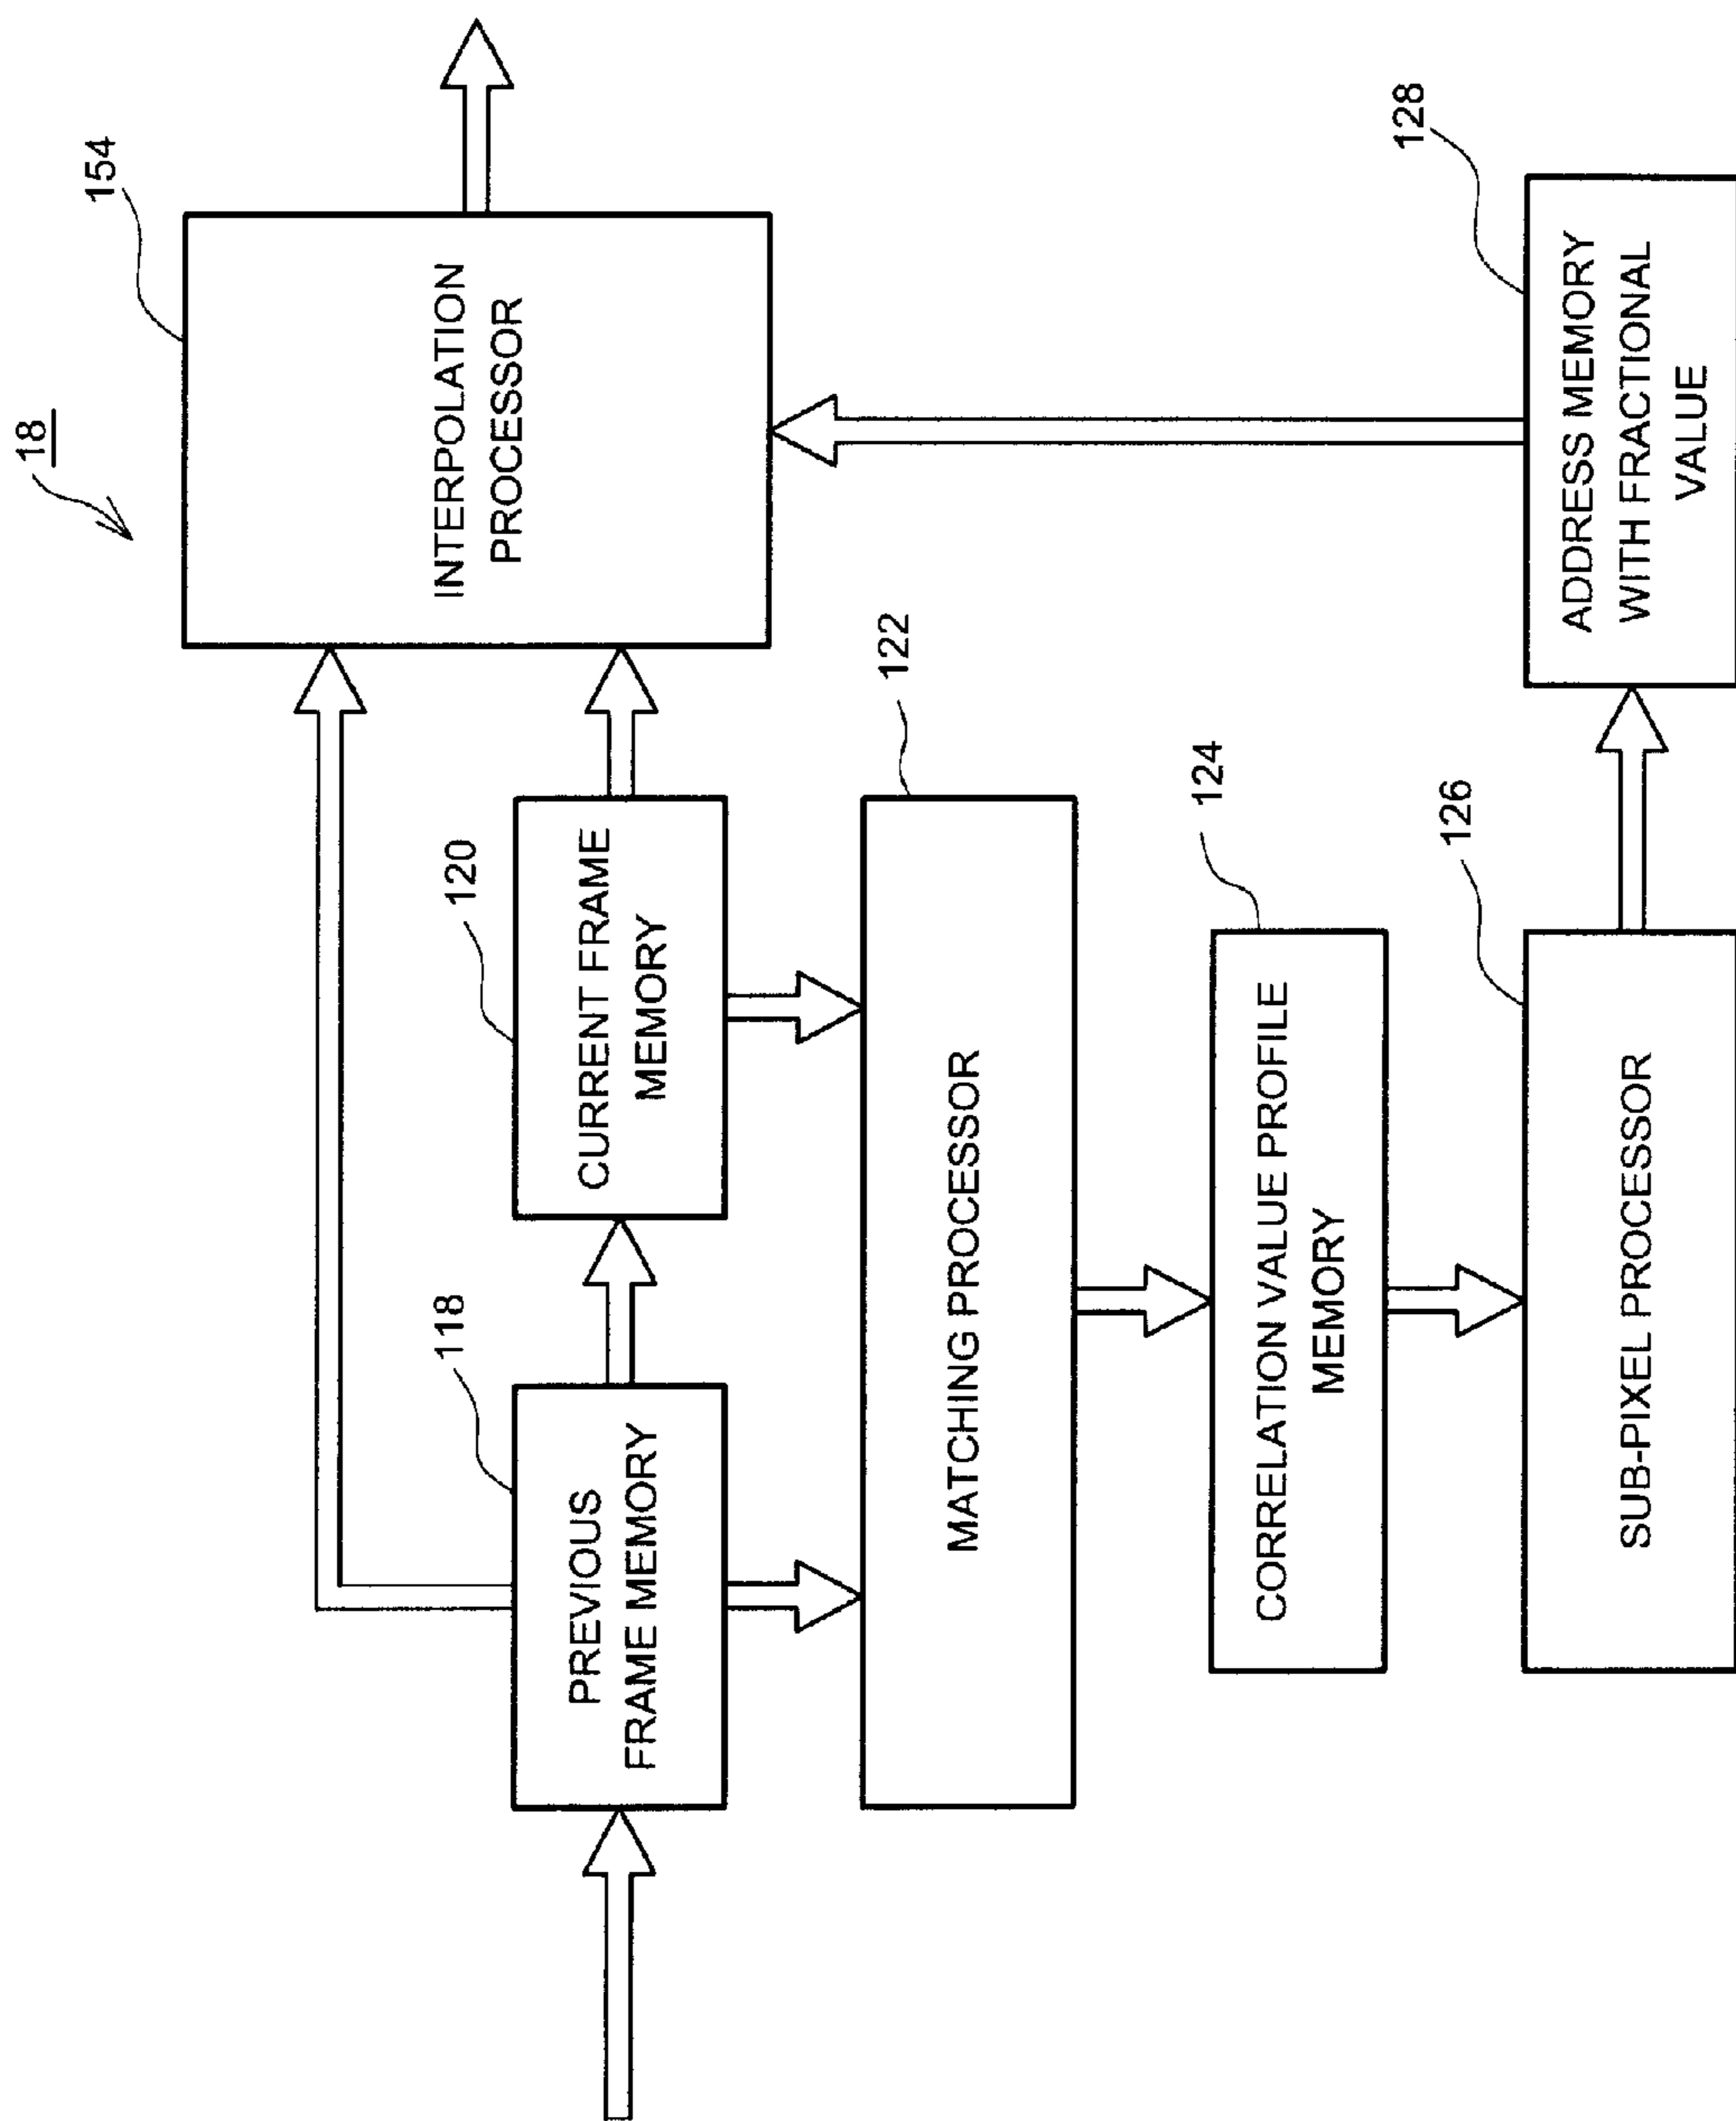 18
154
INTERPOLATION
PROCESSOR
118
PREVIOUS
FRAME MEMORY
120
CURRENT FRAME
MEMORY
122
MATCHING PROCESSOR
124
CORRELATION VALUE PROFILE
MEMORY
126
SUB-PIXEL PROCESSOR
128
ADDRESS MEMORY
WITH FRACTIONAL
VALUE